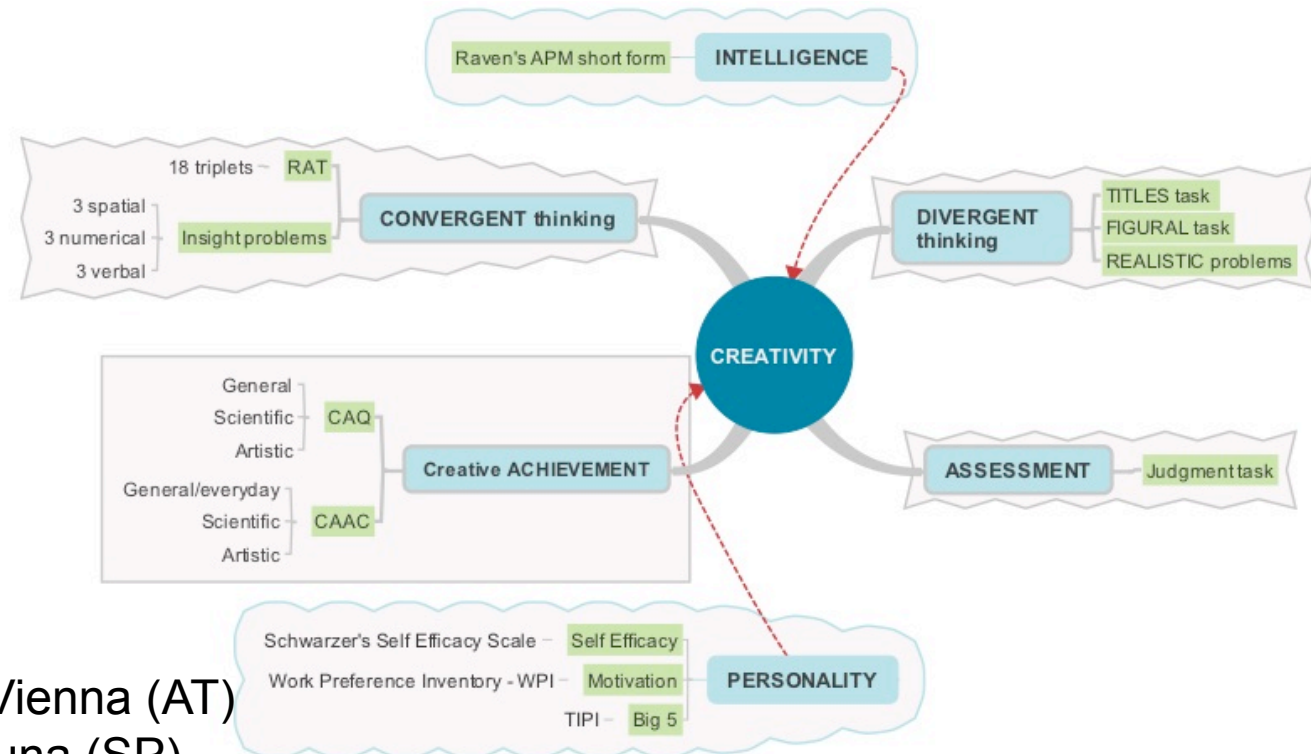 Raven's APM short form
INTELLIGENCE
18 triplets
RAT
3 spatial
3 numerical
3 verbal
Insight problems
CONVERGENT thinking
DIVERGENT
thinking
TITLES task
FIGURAL task
REALISTIC problems
CREATIVITY
General
Scientific
Artistic
CAQ
General/everyday
Scientific
Artistic
CAAC
Creative ACHIEVEMENT
ASSESSMENT
Judgment task
Schwarzer's Self Efficacy Scale
Self Efficacy
Work Preference Inventory - WPI
Motivation
TIPI
Big 5
PERSONALITY
Vienna (AT)
una (SP)